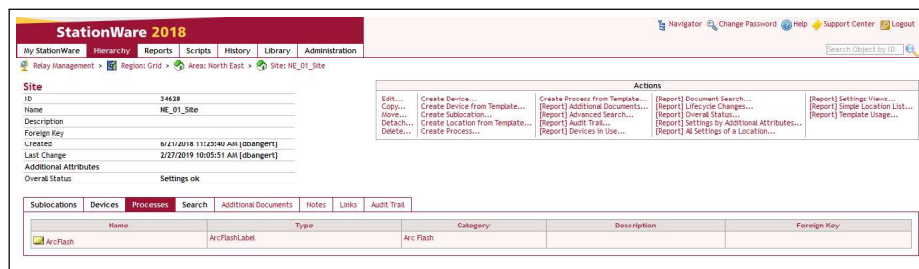 StationWare 2018
Navigator Change Password Help Support Center Logout
My StationWare Hierarchy Reports Scripts History Library Administration
Search Object by ID
Relay Management > Region: Grid > Area: North East > Site: NE_01_Site
Site
ID 34628
Name NE_01_Site
Description
Foreign Key
Created 6/21/2018 11:25:40 AM [dbangert]
Last Change 2/27/2019 10:05:51 AM [dbangert]
Additional Attributes
Overall Status Settings ok
Actions
Edit... Create Device... Create Process from Template... [Report] Document Search... [Report] Settings Views...
Copy... Create Device from Template... [Report] Additional Documents... [Report] Lifecycle Changes... [Report] Simple Location List...
Move... Create Sublocation... [Report] Advanced Search... [Report] Overall Status... [Report] Template Usage...
Detach... Create Location from Template... [Report] Audit Trail... [Report] Settings by Additional Attributes...
Delete... Create Process... [Report] Devices in Use... [Report] All Settings of a Location...
Sublocations Devices Processes Search Additional Documents Notes Links Audit Trail
Name Type Category Description Foreign Key
ArcFlash ArcFlashLabel Arc Flash